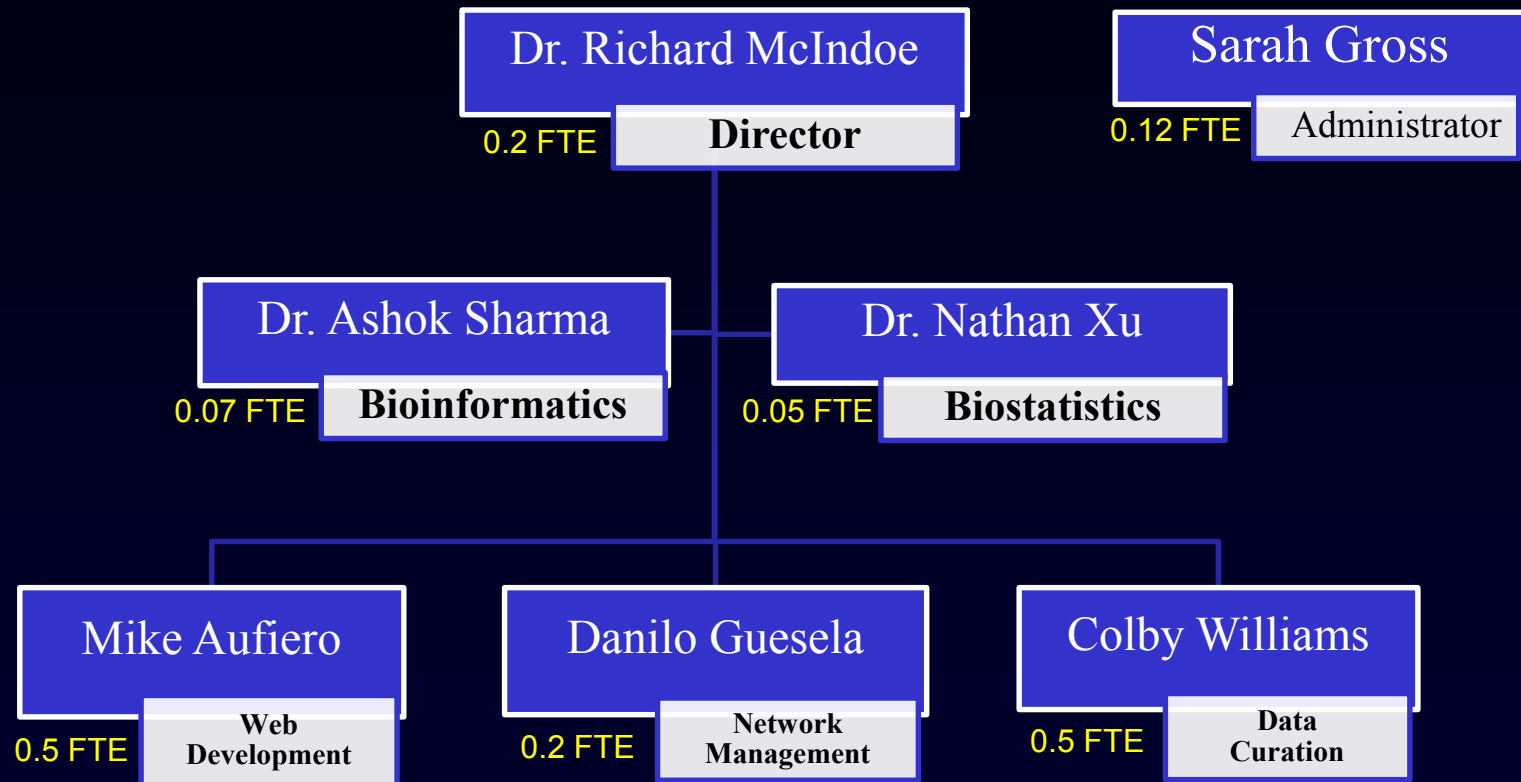 Dr. Richard McIndoe
0.2 FTE
Director
Sarah Gross
0.12 FTE
Administrator
Dr. Ashok Sharma
0.07 FTE
Bioinformatics
Dr. Nathan Xu
0.05 FTE
Biostatistics
Mike Aufiero
0.5 FTE
Web
Development
Danilo Guesela
0.2 FTE
Network
Management
Colby Williams
0.5 FTE
Data
Curation